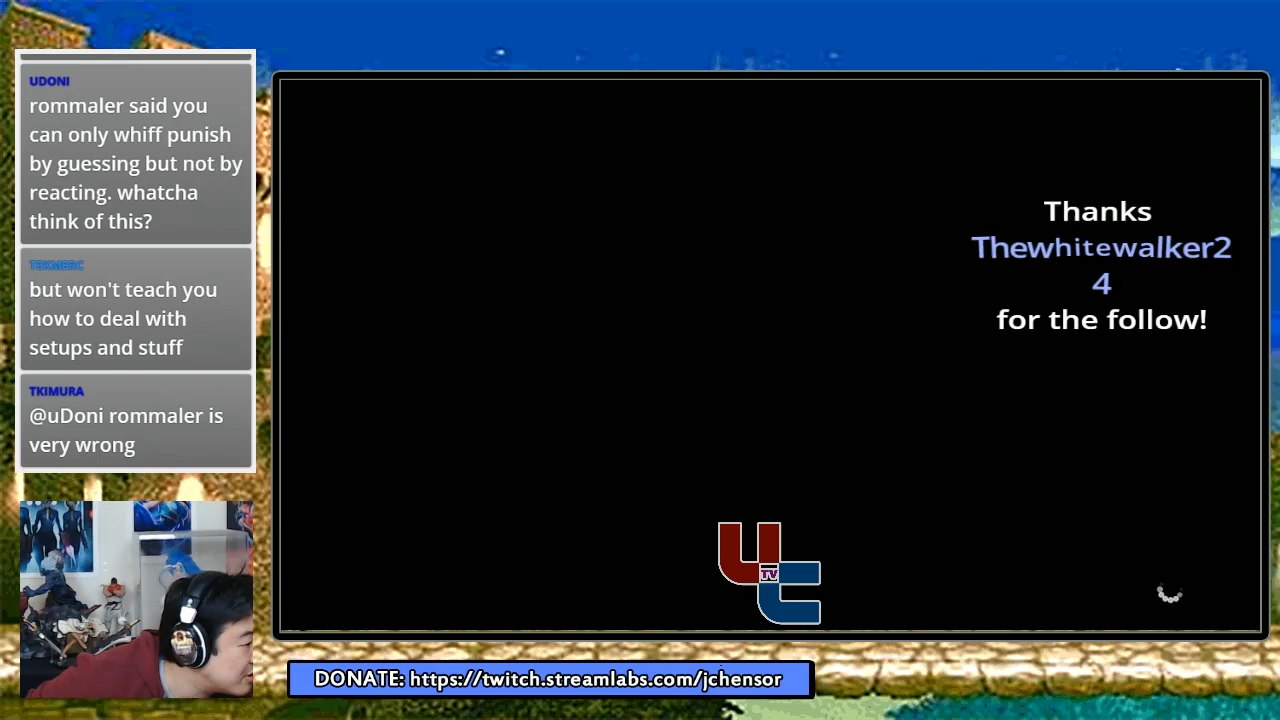 UDONI
rommaler said you
can only whiff punish
by guessing but not by
reacting. whatcha
think of this?
TEKMERC
but won't teach you
how to deal with
setups and stuff
TKIMURA
@uDoni rommaler is
very wrong
Thanks
Thewhitewalker2
4
for the follow!
TV
DONATE: https://twitch.streamlabs.com/jchensor